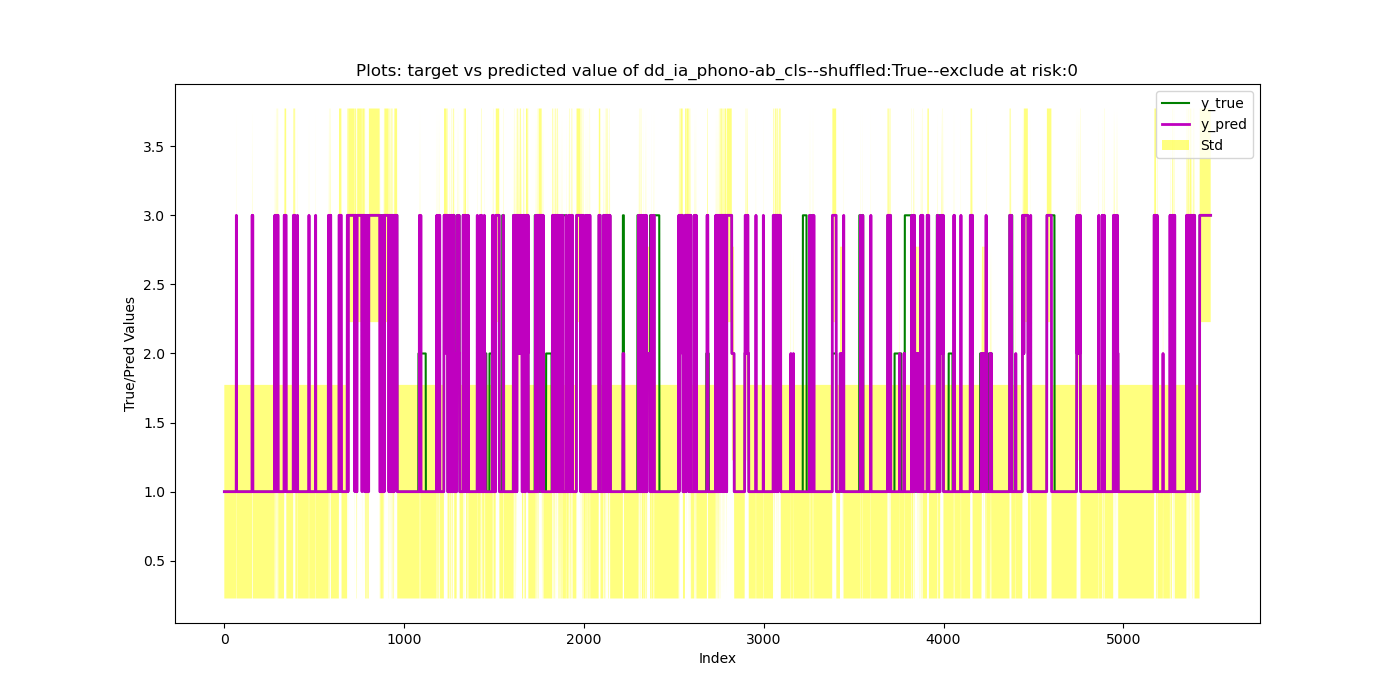 Plots: target vs predicted value of dd_ia_phono-ab_cls--shuffled:True--exclude at risk:0
y_true
y_pred
Std
True/Pred Values
3.5
3.0
2.5
2.0
1.5
1.0
0.5
0 1000 2000 3000 4000 5000
Index